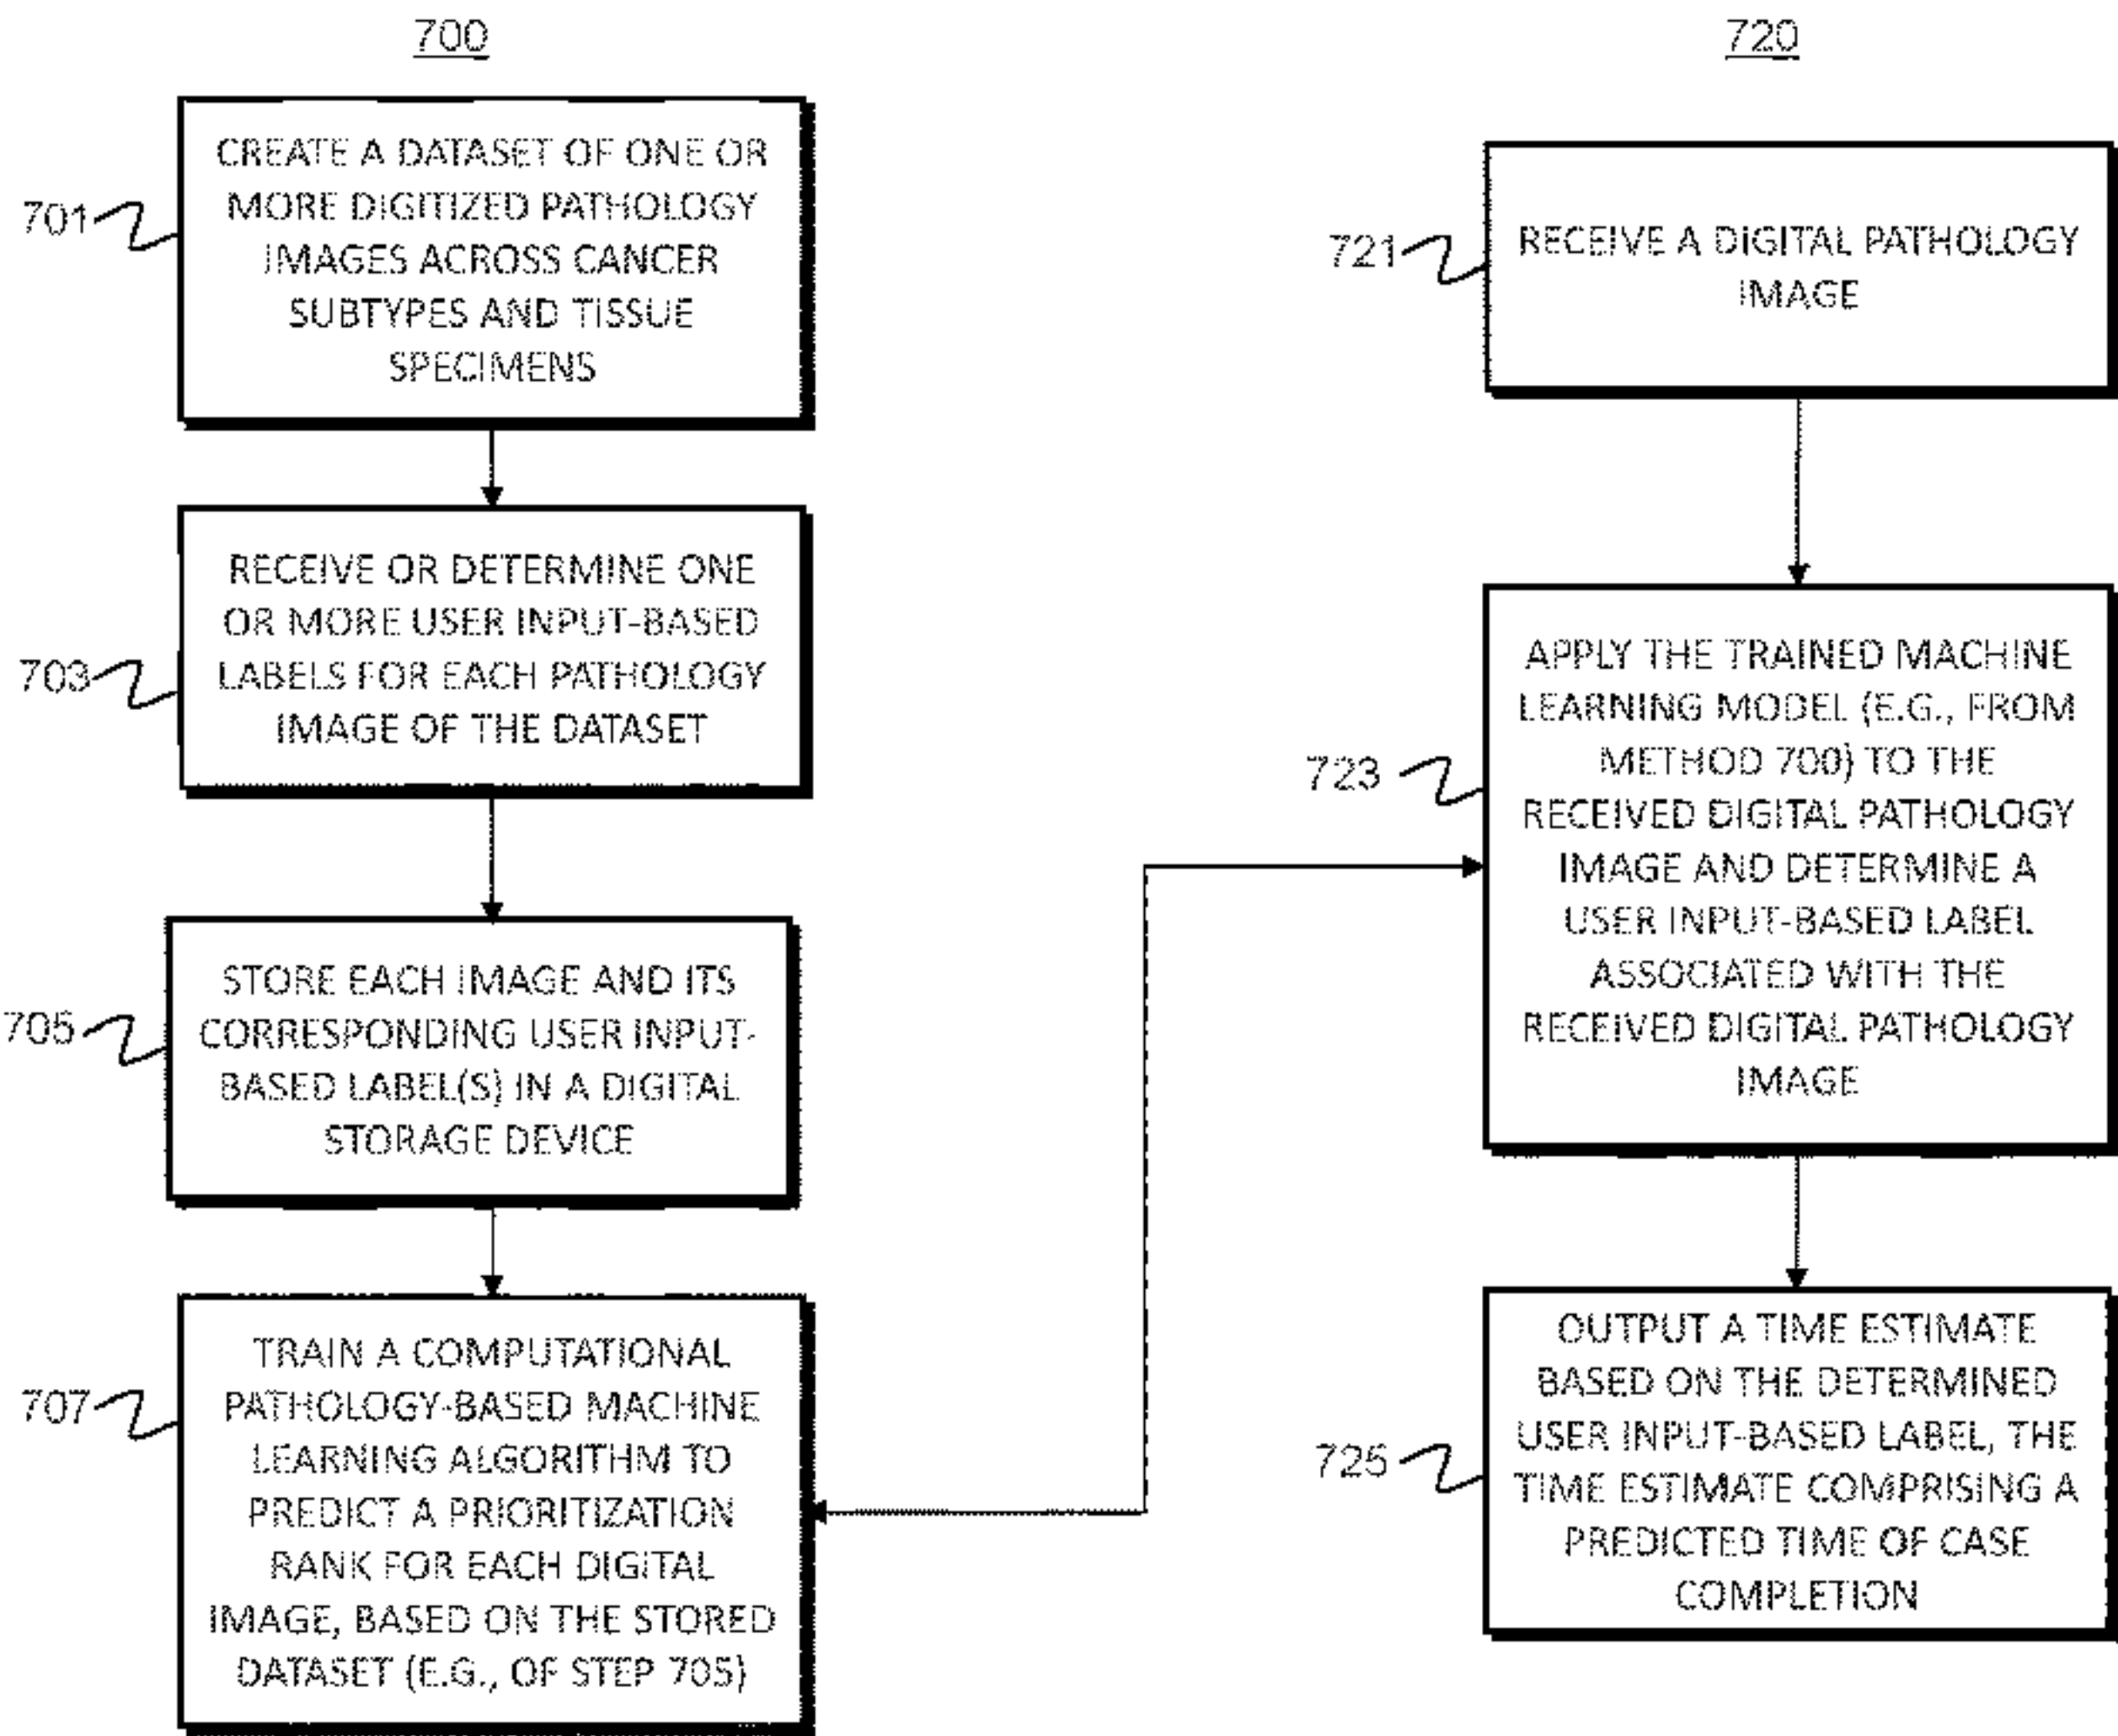 700
701
CREATE A DATASET OF ONE OR
MORE DIGITIZED PATHOLOGY
IMAGES ACROSS CANCER
SUBTYPES AND TISSUE
SPECIMENS
703
RECEIVE OR DETERMINE ONE
OR MORE USER INPUT-BASED
LABELS FOR EACH PATHOLOGY
IMAGE OF THE DATASET
705
STORE EACH IMAGE AND ITS
CORRESPONDING USER INPUT-
BASED LABEL(S) IN A DIGITAL
STORAGE DEVICE
707
TRAIN A COMPUTATIONAL
PATHOLOGY-BASED MACHINE
LEARNING ALGORITHM TO
PREDICT A PRIORITIZATION
RANK FOR EACH DIGITAL
IMAGE, BASED ON THE STORED
DATASET (E.G., OF STEP 705)
720
721
RECEIVE A DIGITAL PATHOLOGY
IMAGE
723
APPLY THE TRAINED MACHINE
LEARNING MODEL (E.G., FROM
METHOD 700) TO THE
RECEIVED DIGITAL PATHOLOGY
IMAGE AND DETERMINE A
USER INPUT-BASED LABEL
ASSOCIATED WITH THE
RECEIVED DIGITAL PATHOLOGY
IMAGE
725
OUTPUT A TIME ESTIMATE
BASED ON THE DETERMINED
USER INPUT-BASED LABEL, THE
TIME ESTIMATE COMPRISING A
PREDICTED TIME OF CASE
COMPLETION